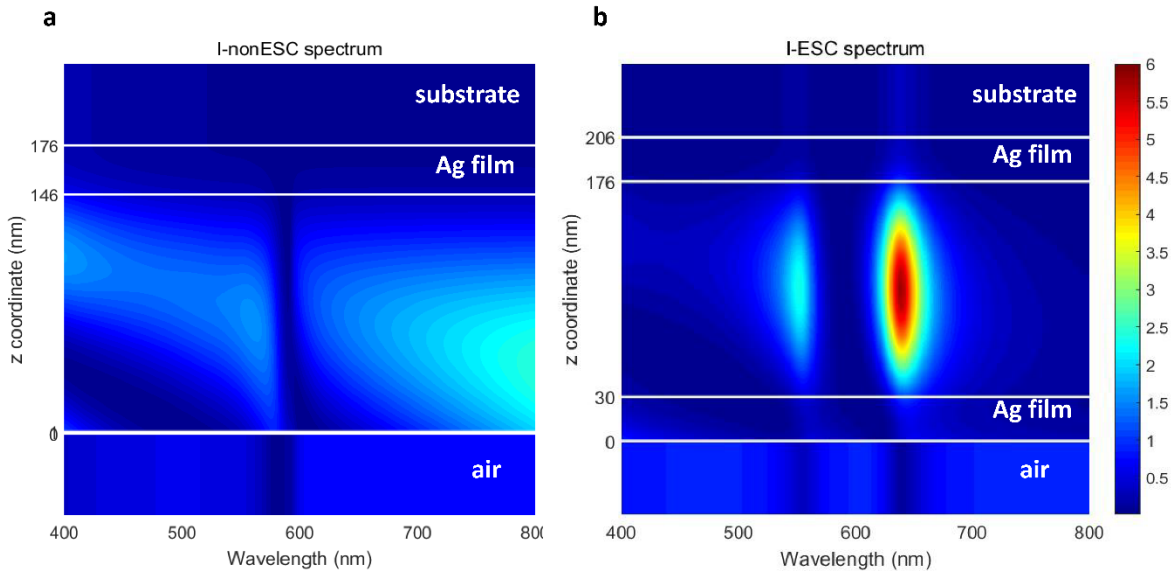 a
I-nonESC spectrum
substrate
176
Ag film
146
z coordinate (nm)
0
air
400
500
600
700
800
Wavelength (nm)
b
I-ESC spectrum
substrate
206
Ag film
176
z coordinate (nm)
30
Ag film
0
air
400
500
600
700
800
Wavelength (nm)
6
5.5
5
4.5
4
3.5
3
2.5
2
1.5
1
0.5